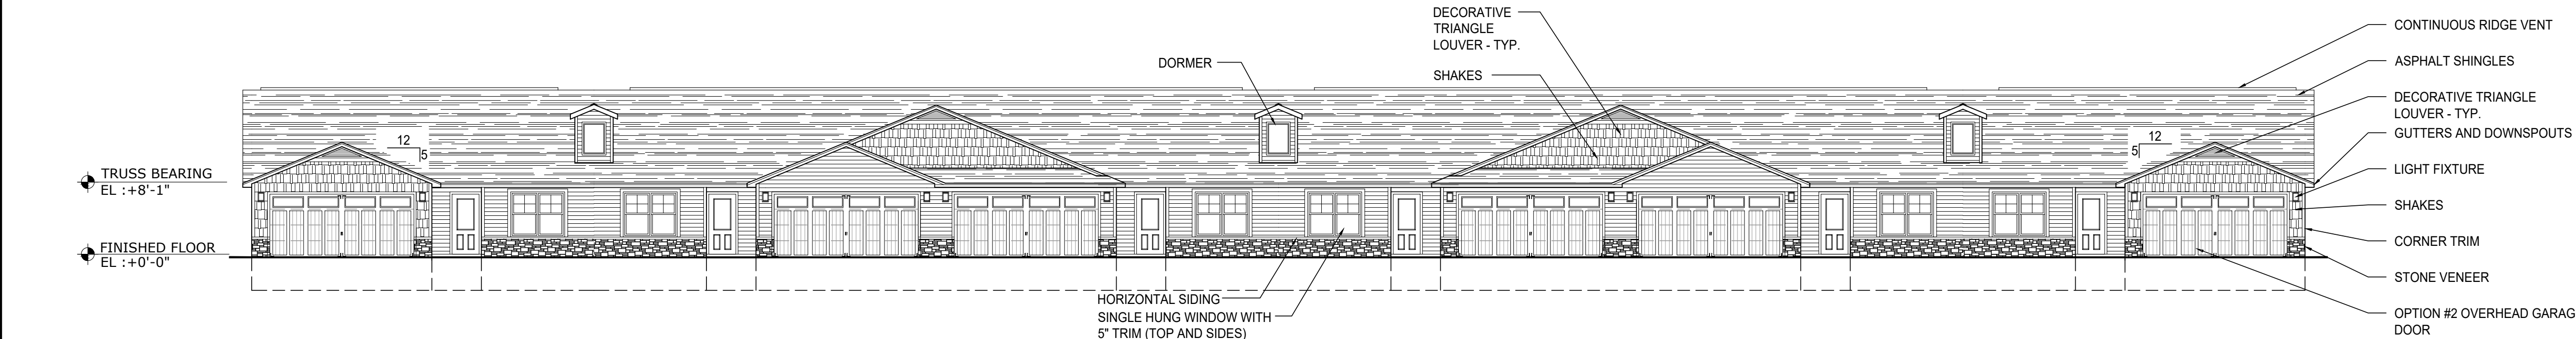 DECORATIVE
TRIANGLE
LOUVER - TYP.
DORMER
SHAKES
CONTINUOUS RIDGE VENT
ASPHALT SHINGLES
DECORATIVE TRIANGLE
LOUVER - TYP.
GUTTERS AND DOWNSPOUTS
12
5
12
5
TRUSS BEARING
EL :+8'-1"
LIGHT FIXTURE
SHAKES
CORNER TRIM
FINISHED FLOOR
EL :+0'-0"
STONE VENEER
HORIZONTAL SIDING
SINGLE HUNG WINDOW WITH
5" TRIM (TOP AND SIDES)
OPTION #2 OVERHEAD GARAG
DOOR